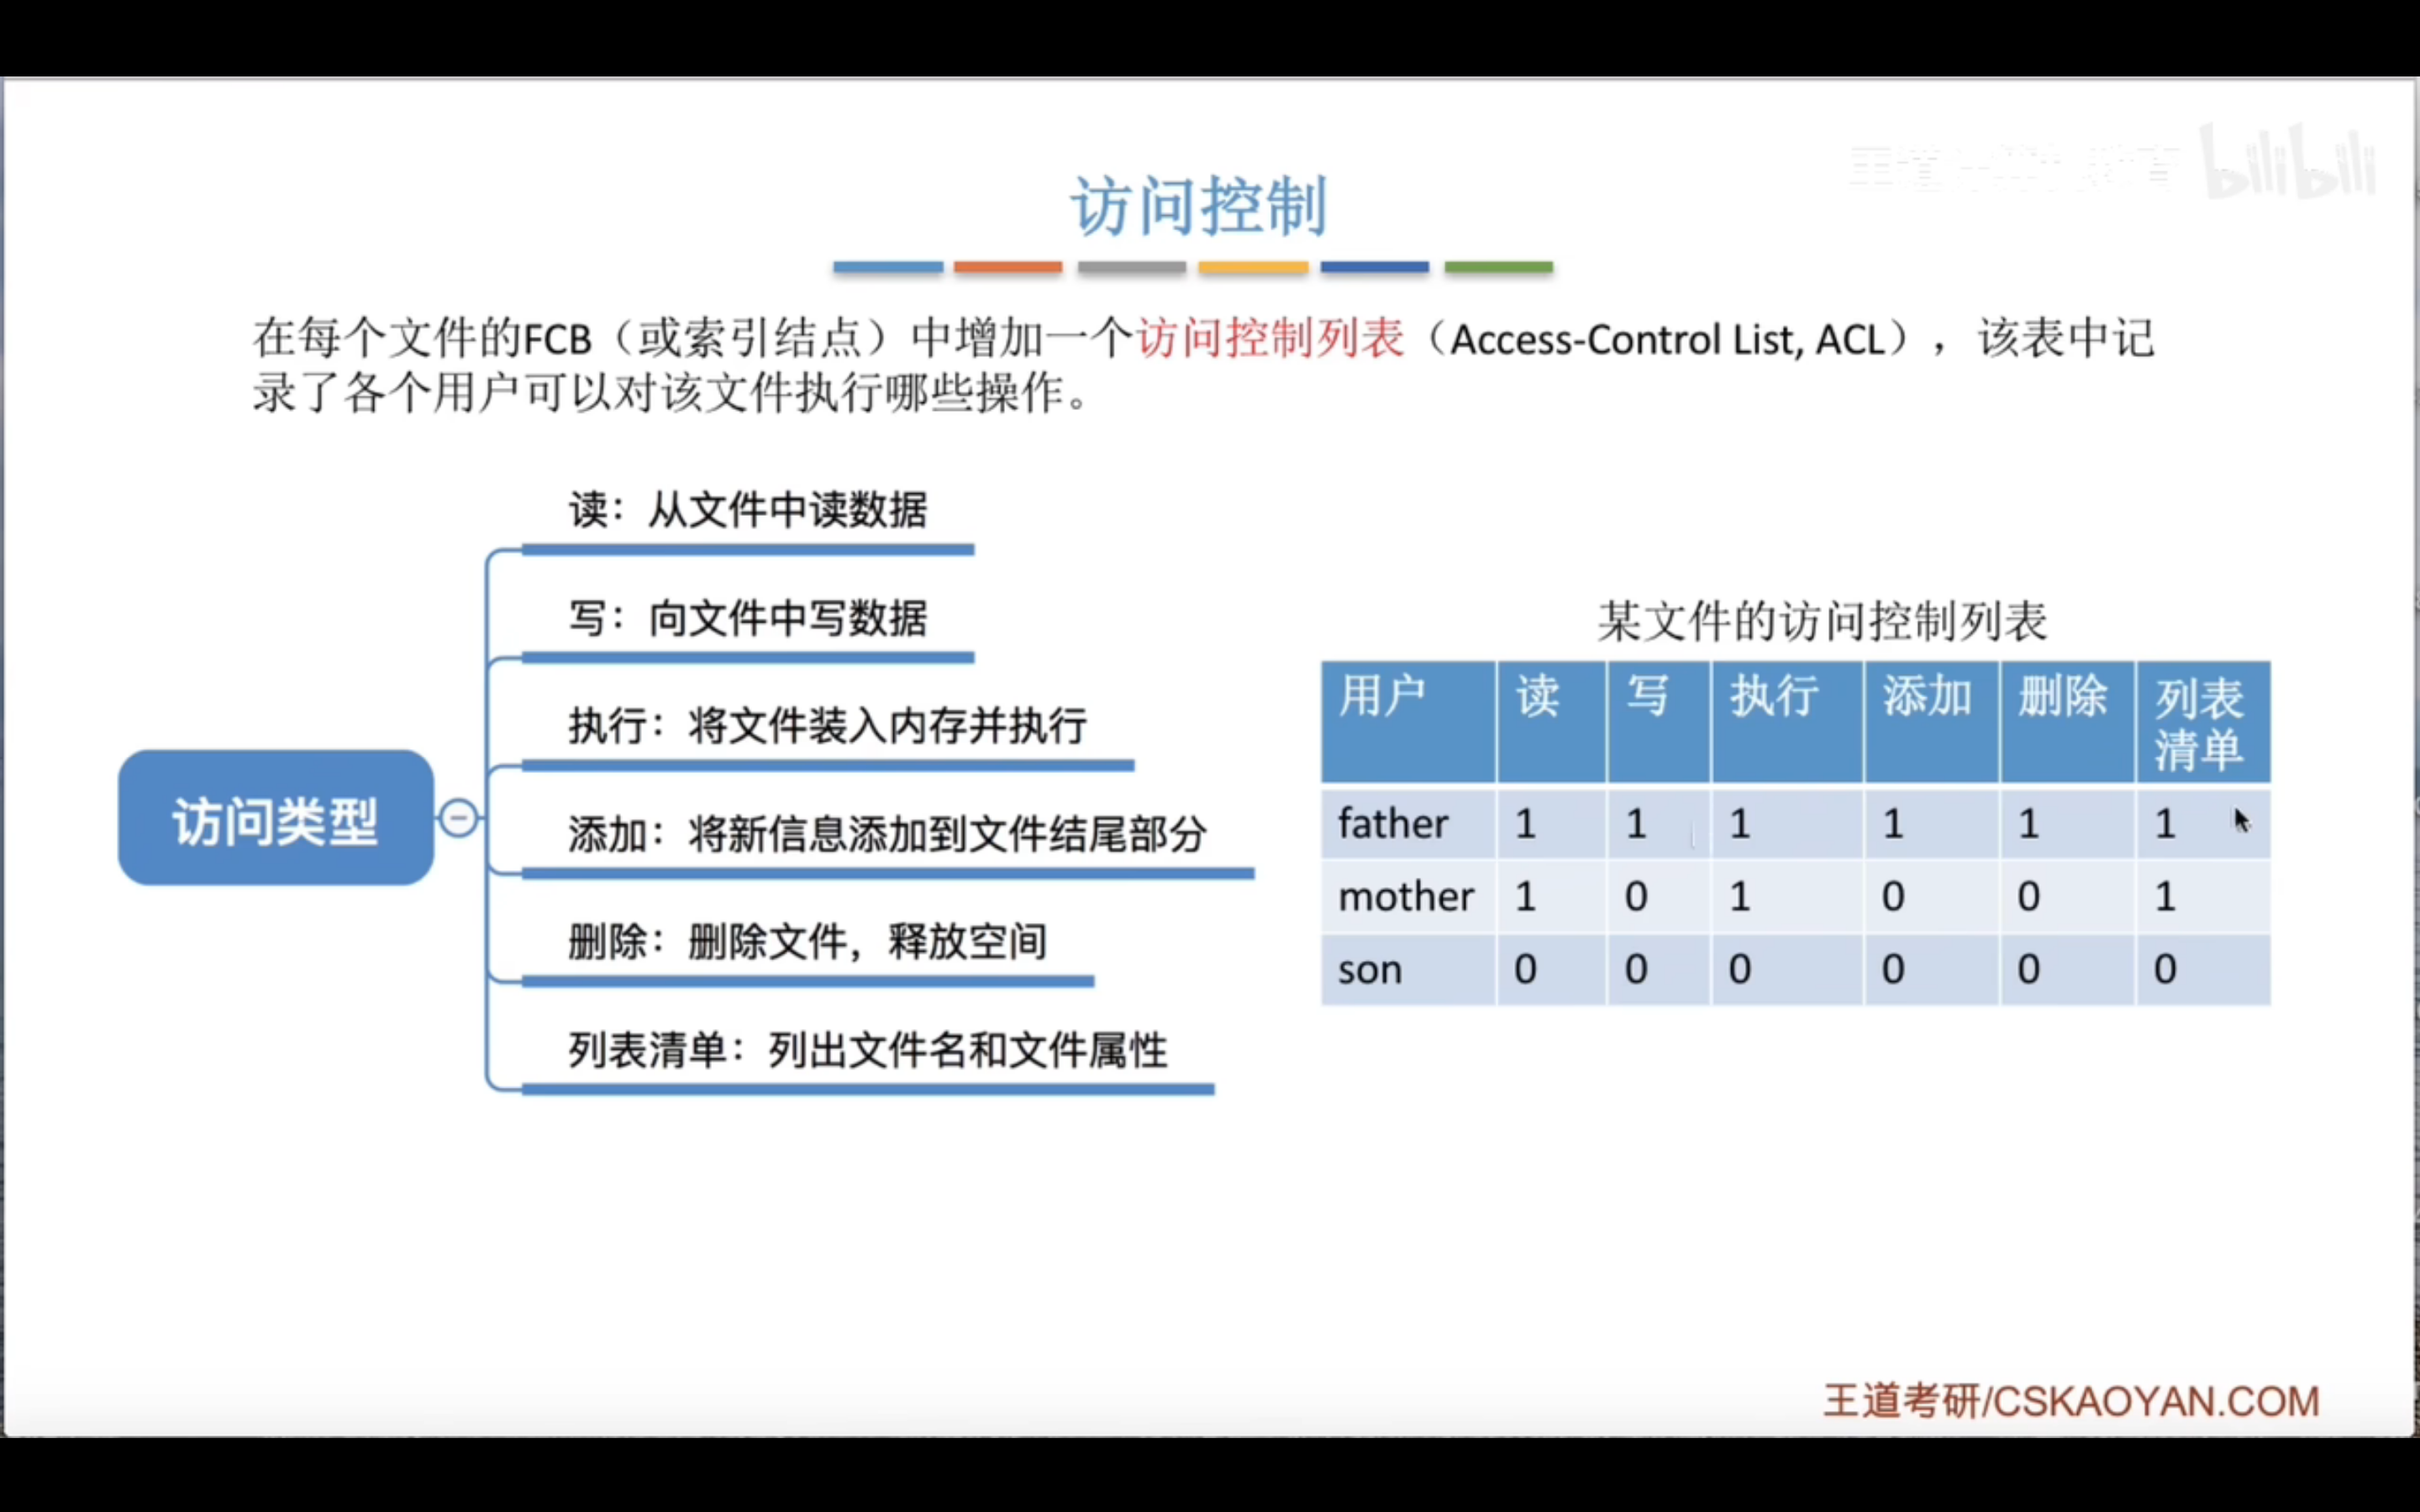 bilibili
访问控制
在每个文件的FCB（或索引结点）中增加一个访问控制列表（Access-Control List, ACL），该表中记
录了各个用户可以对该文件执行哪些操作。
访问类型
读：从文件中读数据
写：向文件中写数据
执行：将文件装入内存并执行
添加：将新信息添加到文件结尾部分
删除：删除文件，释放空间
列表清单：列出文件名和文件属性
某文件的访问控制列表
用户 读 写 执行 添加 删除 列表清单
father 1 1 1 1 1 1
mother 1 0 1 0 0 1
son 0 0 0 0 0 0
王道考研/CSKAOYAN.COM